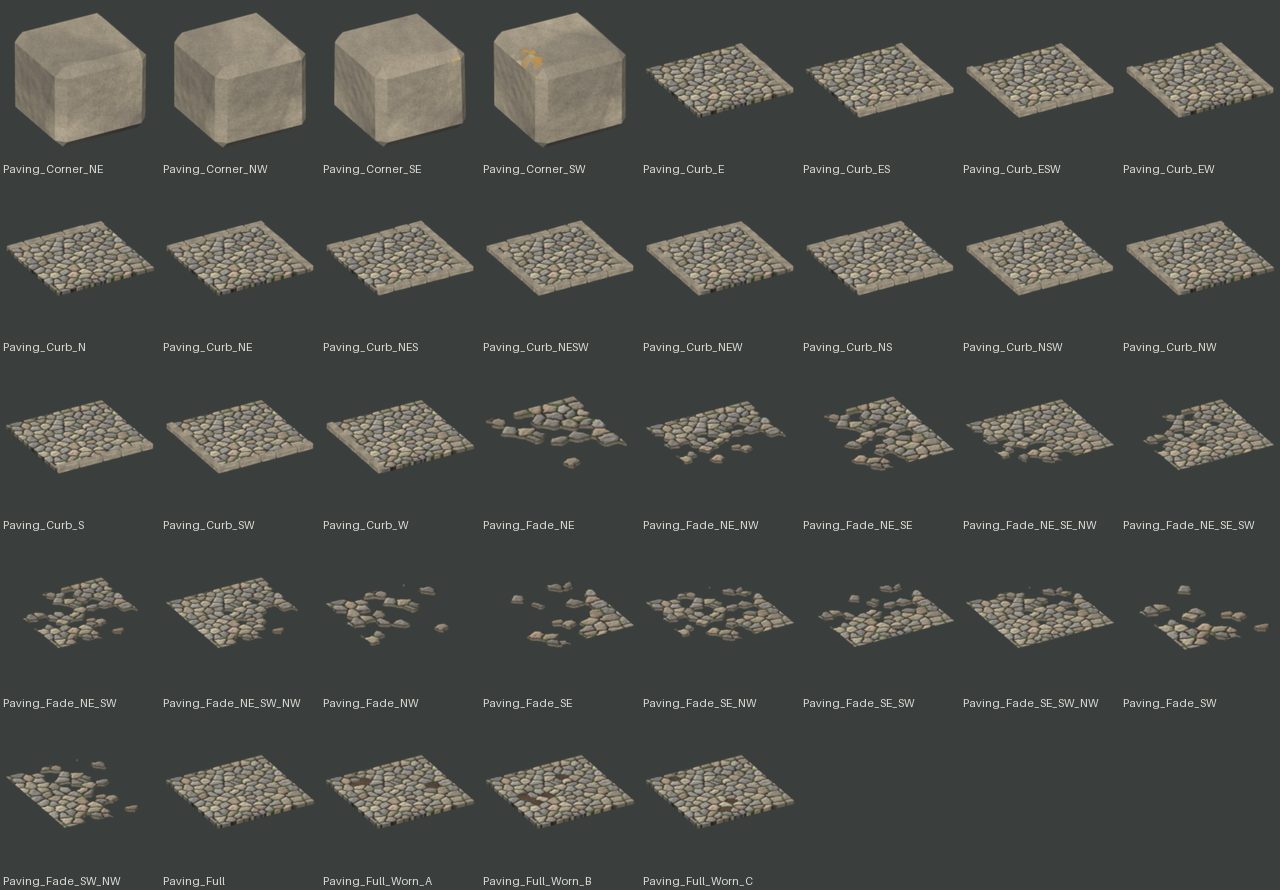 Paving_Corner_NE
Paving_Corner_NW
Paving_Corner_SE
Paving_Corner_SW
Paving_Curb_E
Paving_Curb_ES
Paving_Curb_ESW
Paving_Curb_EW
Paving_Curb_N
Paving_Curb_NE
Paving_Curb_NES
Paving_Curb_NESW
Paving_Curb_NEW
Paving_Curb_NS
Paving_Curb_NSW
Paving_Curb_NW
Paving_Curb_S
Paving_Curb_SW
Paving_Curb_W
Paving_Fade_NE
Paving_Fade_NE_NW
Paving_Fade_NE_SE
Paving_Fade_NE_SE_NW
Paving_Fade_NE_SE_SW
Paving_Fade_NE_SW
Paving_Fade_NE_SW_NW
Paving_Fade_NW
Paving_Fade_SE
Paving_Fade_SE_NW
Paving_Fade_SE_SW
Paving_Fade_SE_SW_NW
Paving_Fade_SW
Paving_Fade_SW_NW
Paving_Full
Paving_Full_Worn_A
Paving_Full_Worn_B
Paving_Full_Worn_C